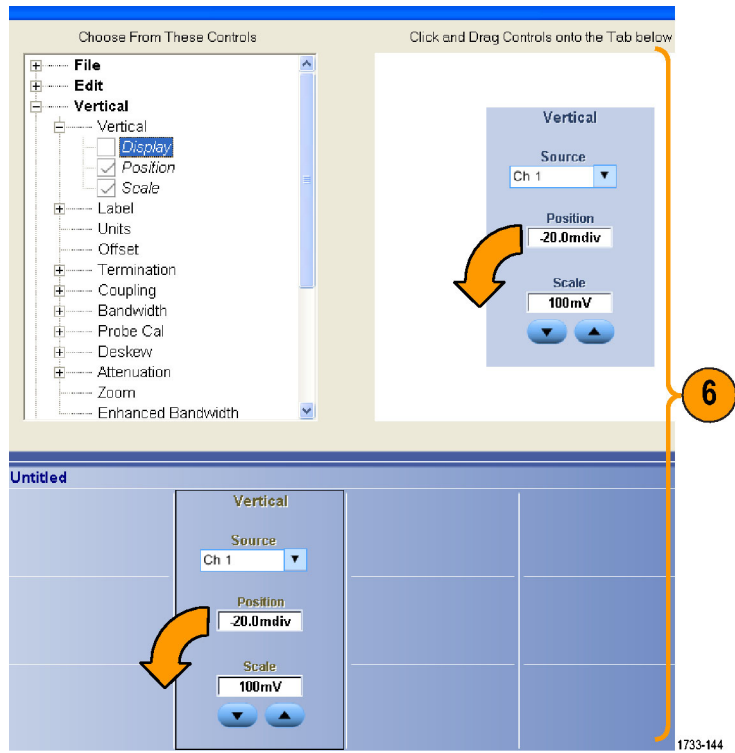 Choose From These Controls
Click and Drag Controls onto the Tab below
File
Edit
Vertical
Vertical
Display
Position
Scale
Label
Units
Offset
Termination
Coupling
Bandwidth
Probe Cal
Deskew
Attenuation
Zoom
Enhanced Bandwidth
Vertical
Source
Ch 1
Position
-20.0mdiv
Scale
100mV
6
Untitled
Vertical
Source
Ch 1
Position
-20.0mdiv
Scale
100mV
1733-144